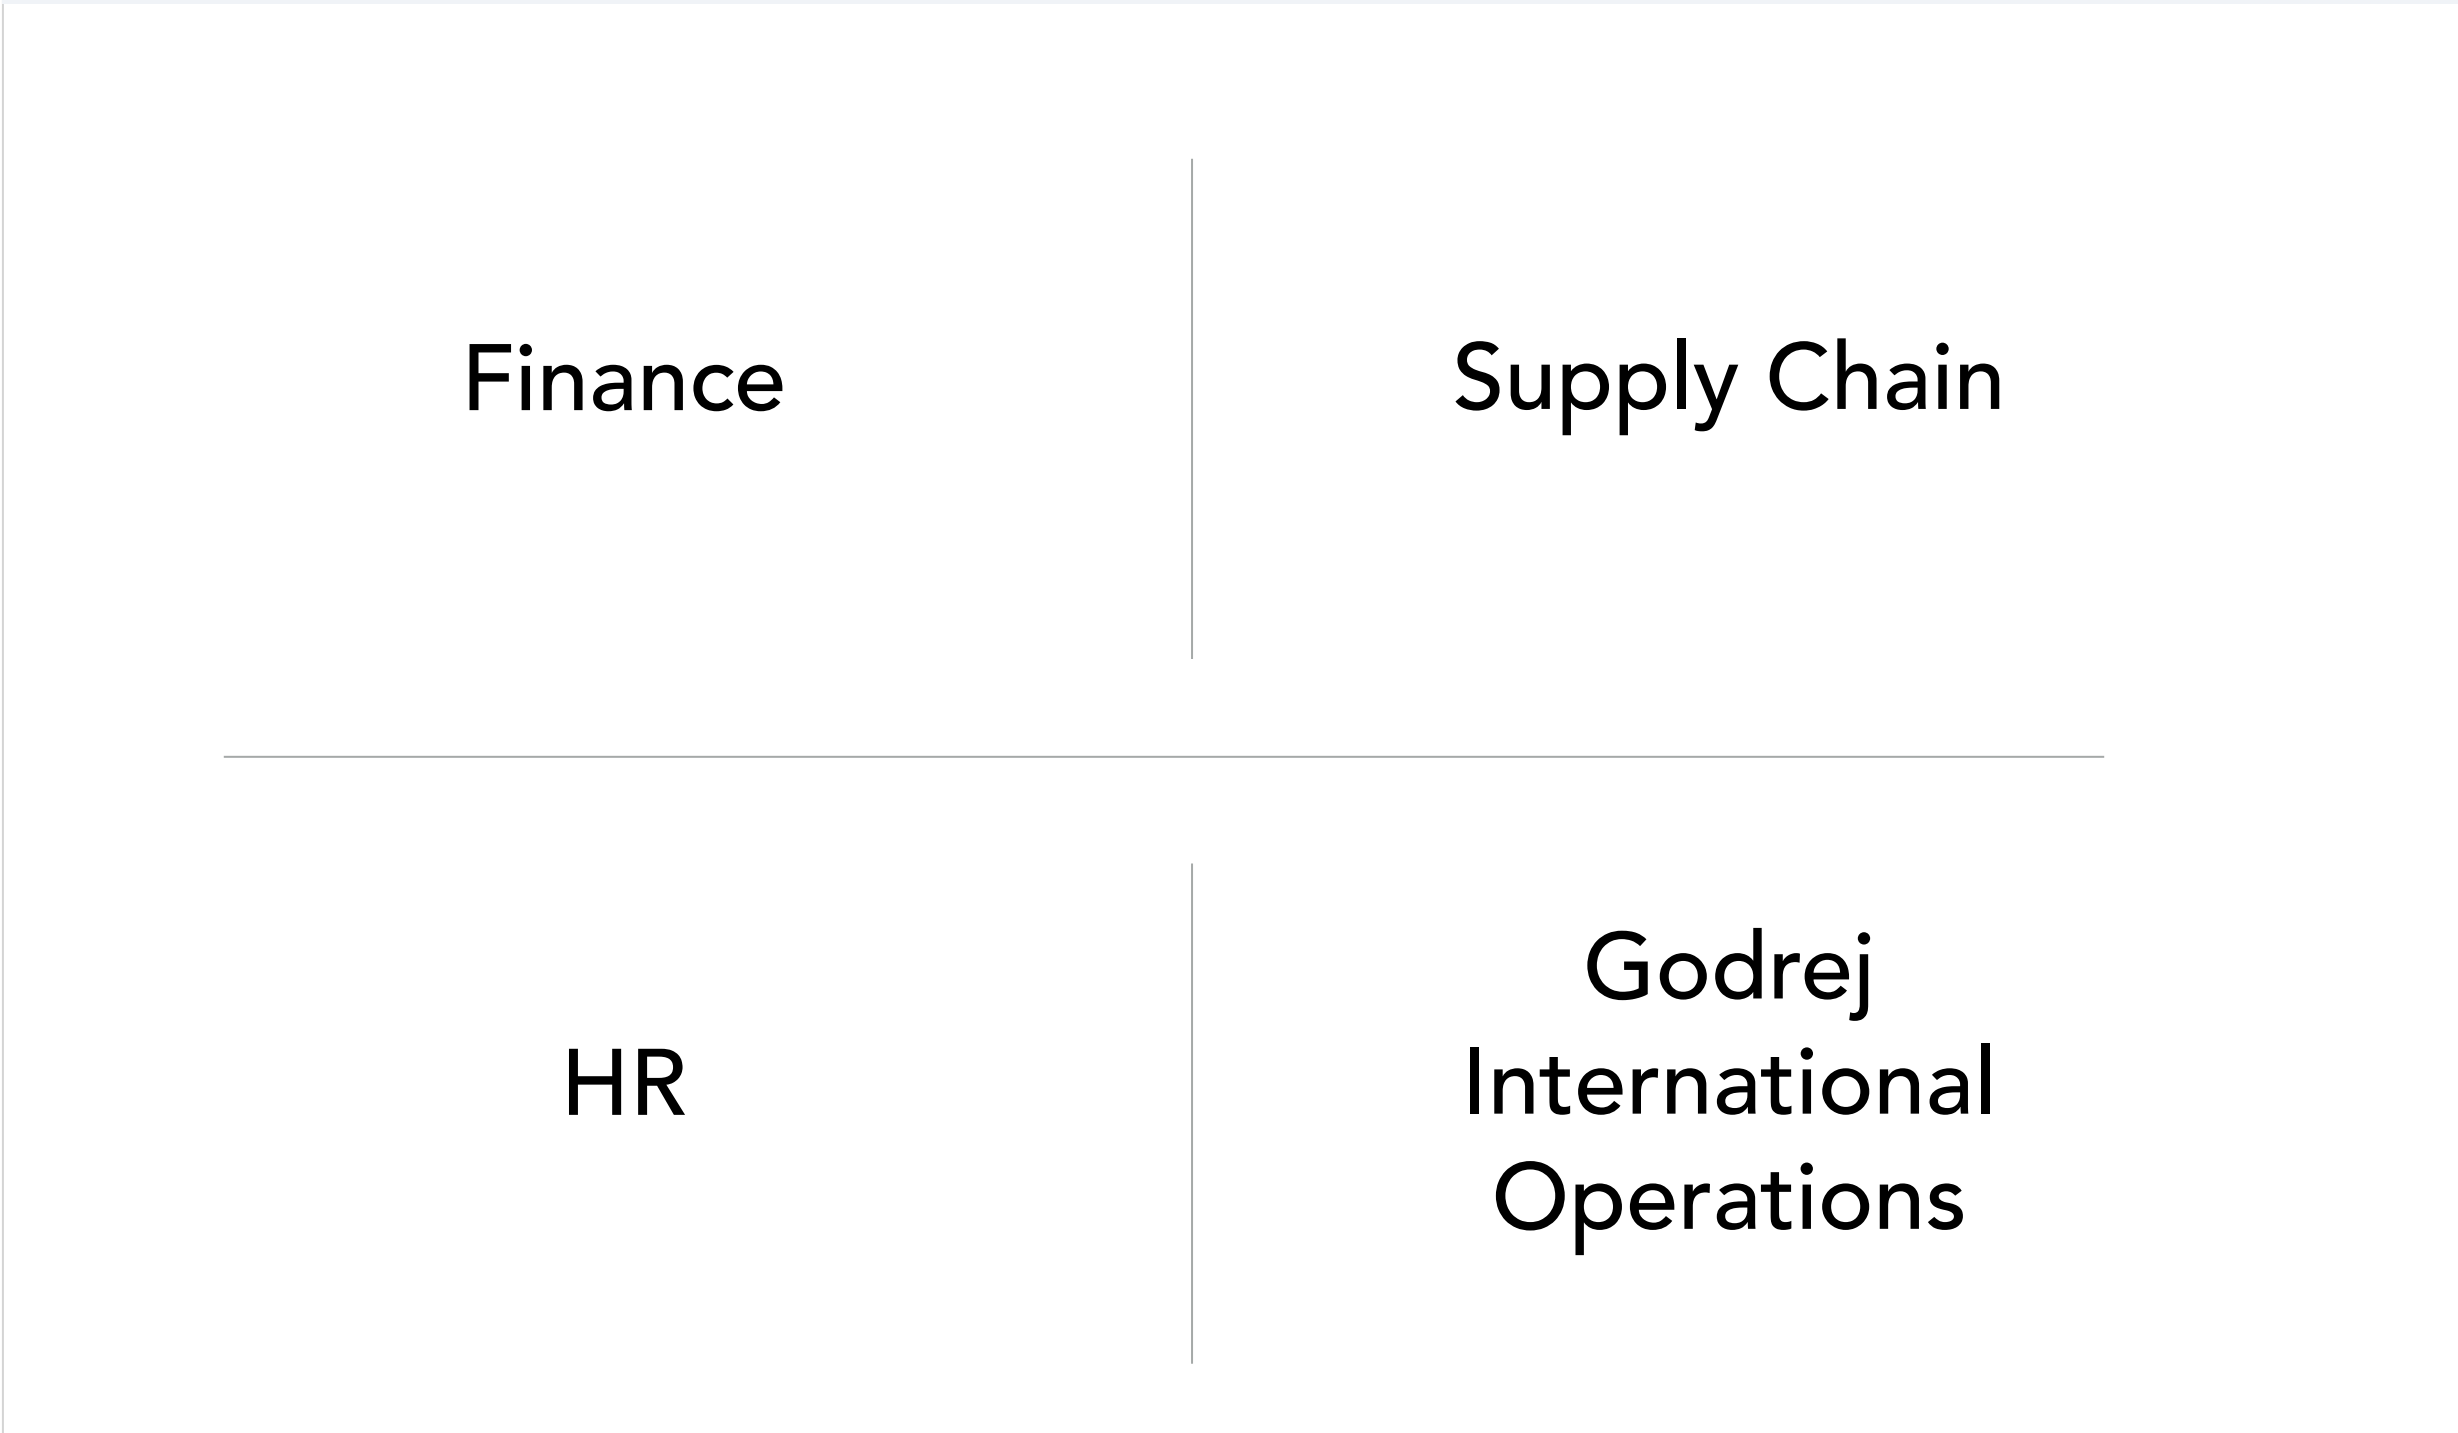 Finance
Supply Chain
HR
Godrej
International
Operations